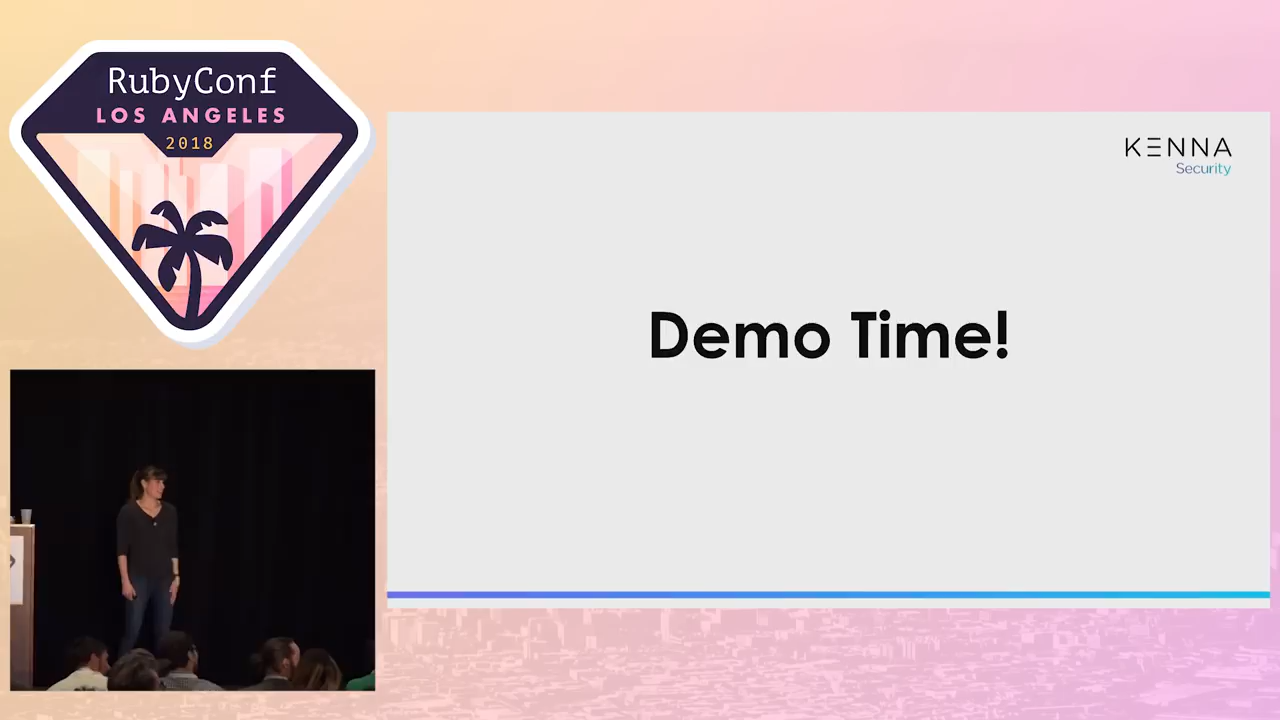 RubyConf
LOS ANGELES
2018
KENNA
Security
Demo Time!